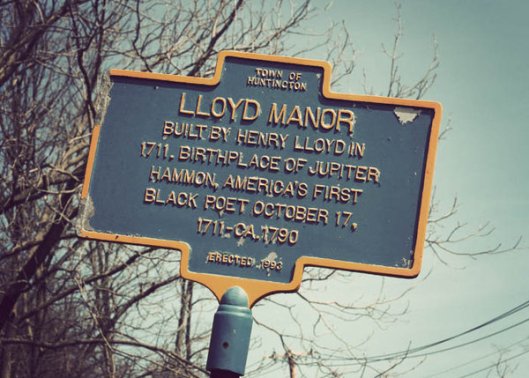 TOWN OF
HUNTINGTON
LLOYD MANOR
BUILT BY HENRY LLOYD IN
1711, BIRTHPLACE OF JUPITER
HAMMON, AMERICA'S FIRST
BLACK POET OCTOBER 17,
1711-CA.1790
ERECTED